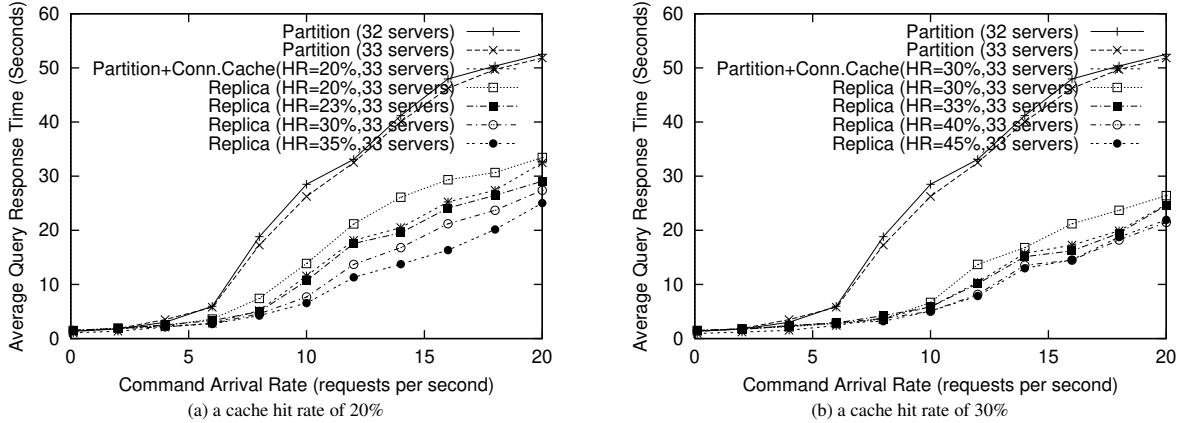 Average Query Response Time (Seconds)
60
50
40
30
20
10
0
Partition (32 servers)
Partition (33 servers)
Partition+Conn.Cache(HR=20%,33 servers)
Replica (HR=20%,33 servers)
Replica (HR=23%,33 servers)
Replica (HR=30%,33 servers)
Replica (HR=35%,33 servers)
0 5 10 15 20
Command Arrival Rate (requests per second)
(a) a cache hit rate of 20%
Average Query Response Time (Seconds)
60
50
40
30
20
10
0
Partition (32 servers)
Partition (33 servers)
Partition+Conn.Cache(HR=30%,33 servers)
Replica (HR=30%,33 servers)
Replica (HR=33%,33 servers)
Replica (HR=40%,33 servers)
Replica (HR=45%,33 servers)
0 5 10 15 20
Command Arrival Rate (requests per second)
(b) a cache hit rate of 30%